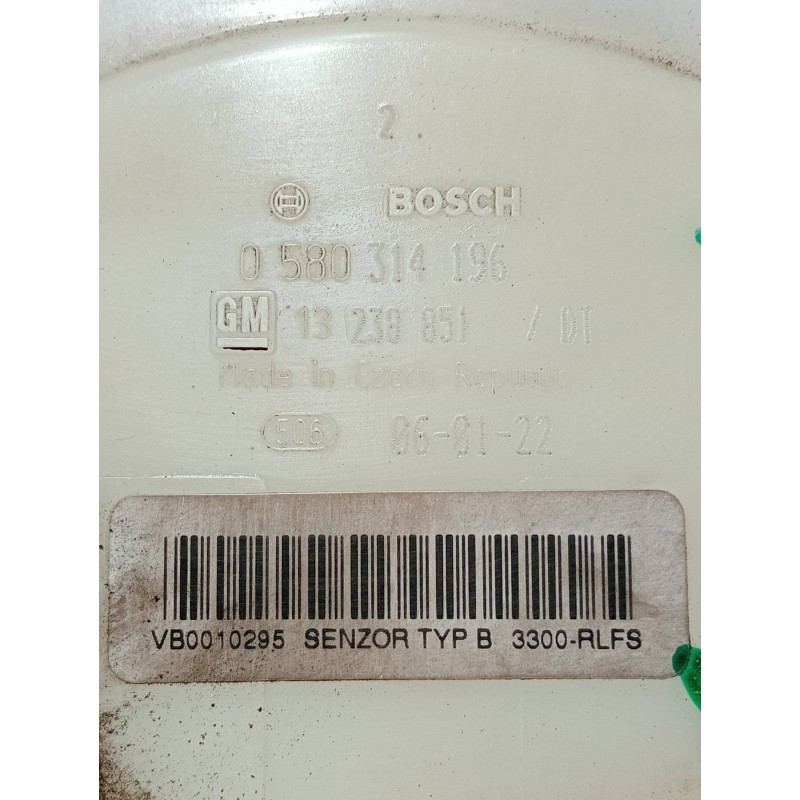 2
BOSCH
0 580 314 196
GM 13 238 851 / DT
Made in Czech Republic
506 06-01-22
VB0010295 SENZOR TYP B 3300-RLFS